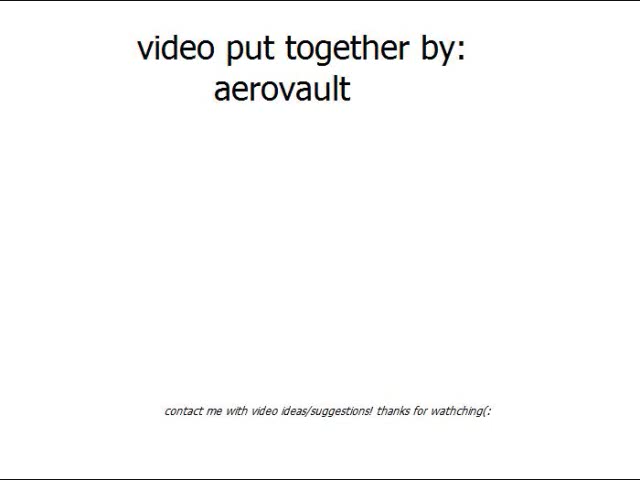 video put together by:
aerovault
contact me with video ideas/suggestions! thanks for wathching(: